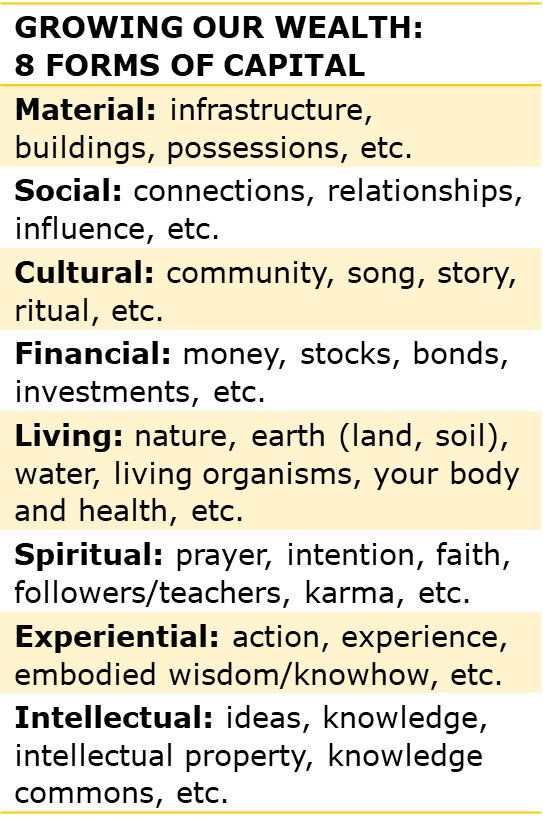 GROWING OUR WEALTH:
8 FORMS OF CAPITAL
Material: infrastructure,
buildings, possessions, etc.
Social: connections, relationships,
influence, etc.
Cultural: community, song, story,
ritual, etc.
Financial: money, stocks, bonds,
investments, etc.
Living: nature, earth (land, soil),
water, living organisms, your body
and health, etc.
Spiritual: prayer, intention, faith,
followers/teachers, karma, etc.
Experiential: action, experience,
embodied wisdom/knowhow, etc.
Intellectual: ideas, knowledge,
intellectual property, knowledge
commons, etc.